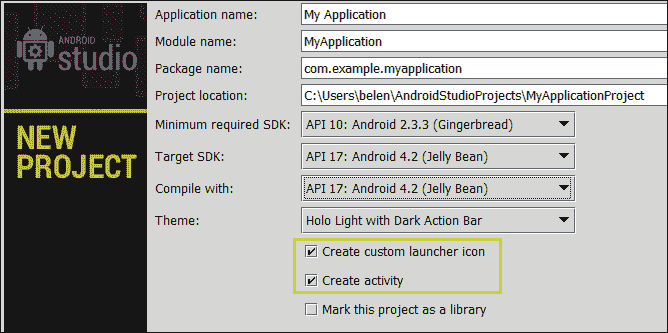 ANDROID
studio
NEW
PROJECT
Application name: My Application
Module name: MyApplication
Package name: com.example.myapplication
Project location: C:\Users\belen\AndroidStudioProjects\MyApplicationProject
Minimum required SDK: API 10: Android 2.3.3 (Gingerbread)
Target SDK: API 17: Android 4.2 (Jelly Bean)
Compile with: API 17: Android 4.2 (Jelly Bean)
Theme: Holo Light with Dark Action Bar
Create custom launcher icon
Create activity
Mark this project as a library